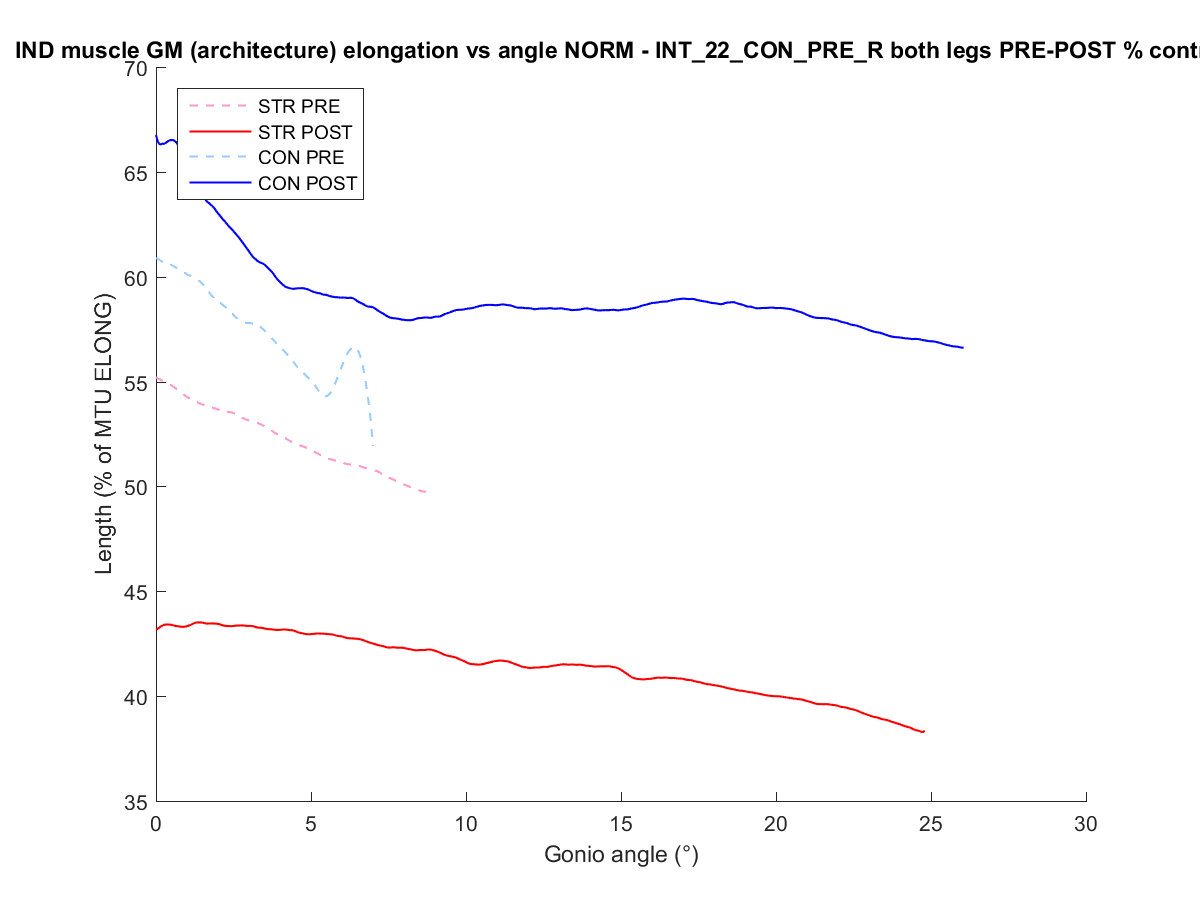 IND muscle GM (architecture) elongation vs angle NORM - INT_22_CON_PRE_R both legs PRE-POST % contr
70
65
60
55
50
45
40
35
Length (% of MTU ELONG)
STR PRE
STR POST
CON PRE
CON POST
0 5 10 15 20 25 30
Gonio angle (°)